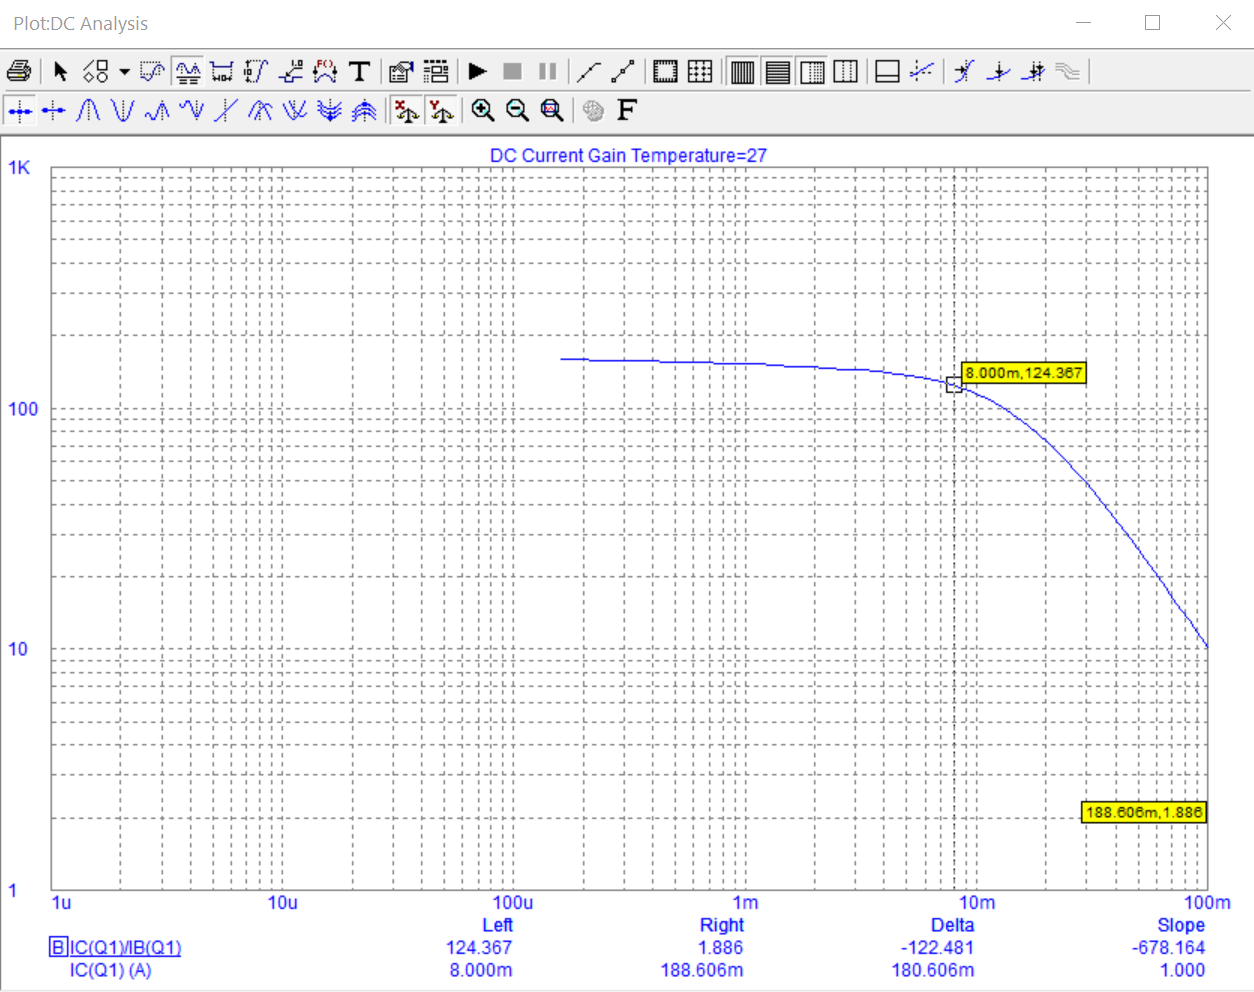 Plot:DC Analysis
F() T
X Y F
DC Current Gain Temperature=27
1K
8.000m,124.367
100
10
188.606m,1.886
1
1u 10u 100u 1m 10m 100m
Left Right Delta Slope
B IC(Q1)/IB(Q1) 124.367 1.886 -122.481 -678.164
IC(Q1) (A) 8.000m 188.606m 180.606m 1.000